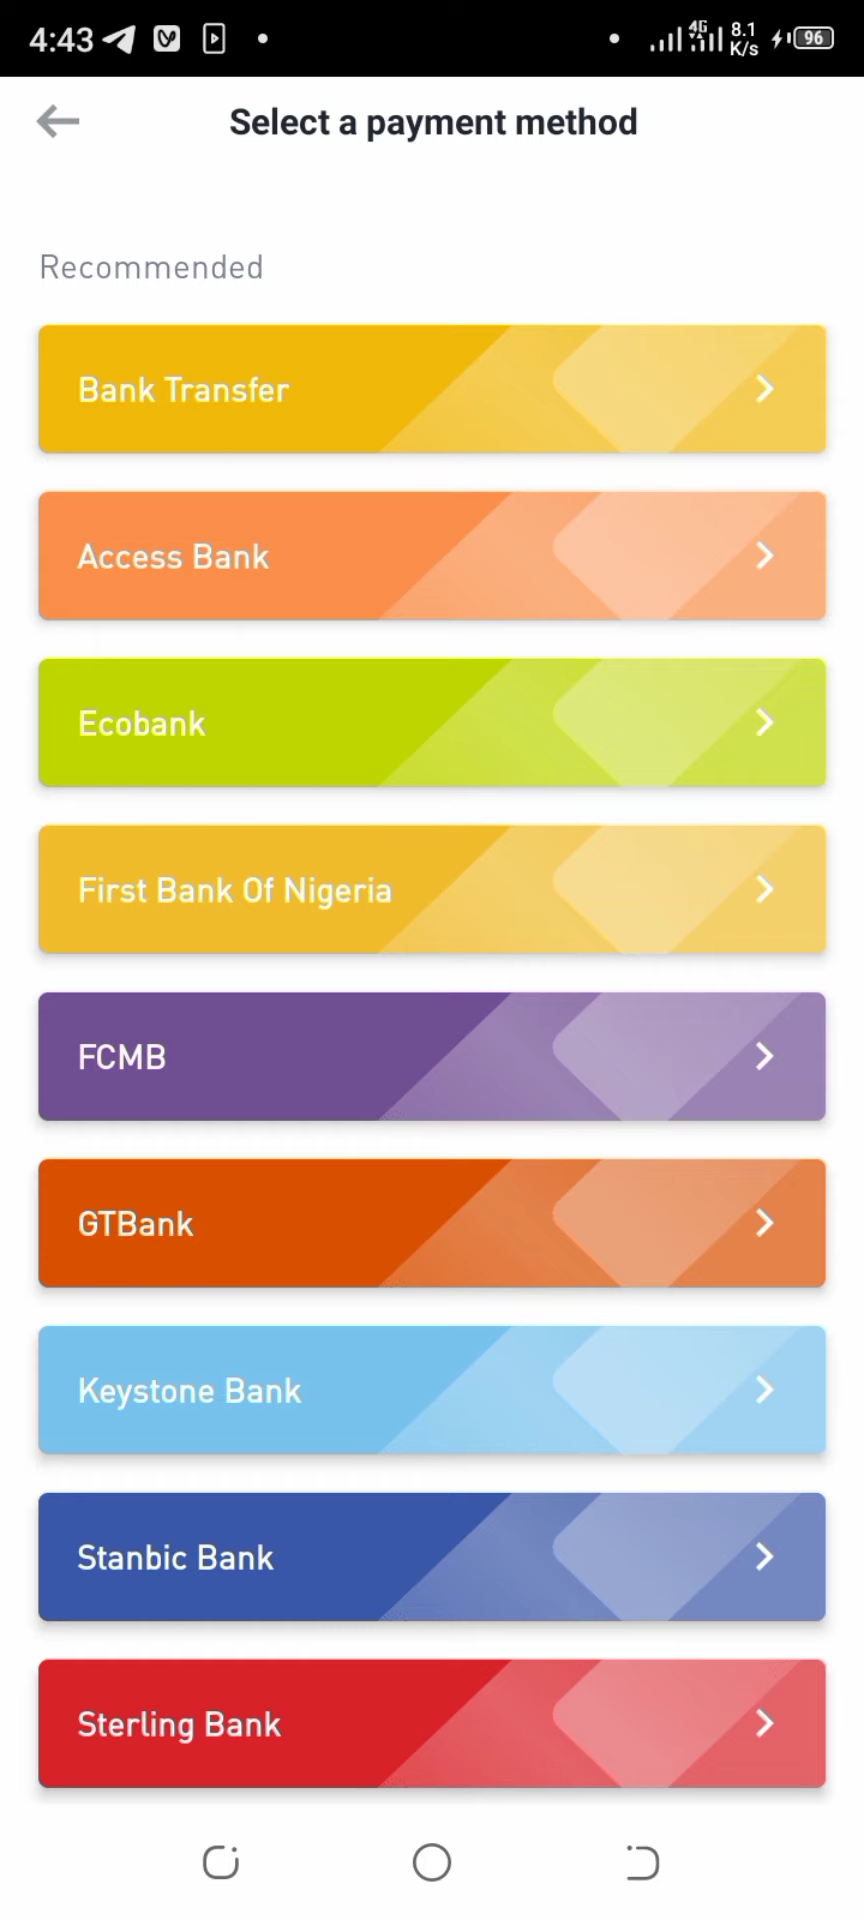 4:43
4G
8.1
K/s
96
Select a payment method
Recommended
Bank Transfer
Access Bank
Ecobank
First Bank Of Nigeria
FCMB
GTBank
Keystone Bank
Stanbic Bank
Sterling Bank